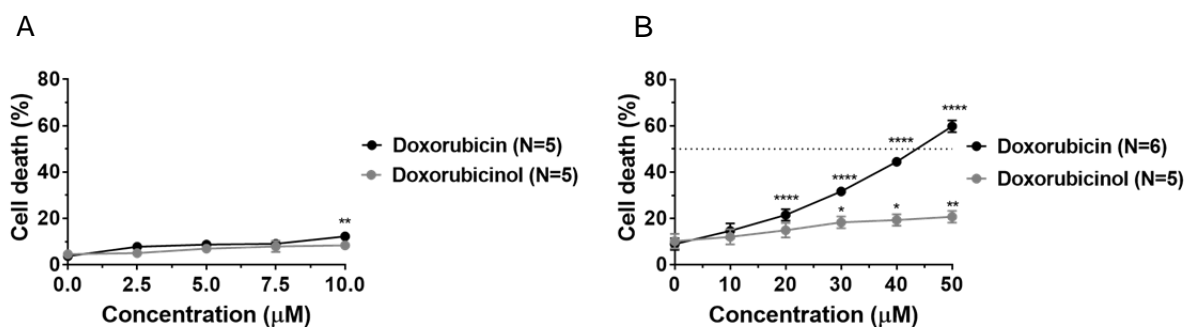 A
80
60
40
20
0
0.0 2.5 5.0 7.5 10.0
Cell death (%)
Concentration (μM)
**
Doxorubicin (N=5)
Doxorubicinol (N=5)
B
80
60
40
20
0
0 10 20 30 40 50
Cell death (%)
Concentration (μM)
****
****
****
****
*
*
**
Doxorubicin (N=6)
Doxorubicinol (N=5)